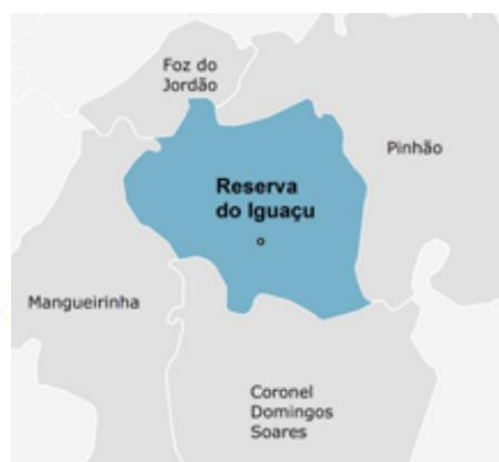 Foz do
Jordão
Pinhão
Reserva
do Iguaçu
Mangueirinha
Coronel
Domingos
Soares